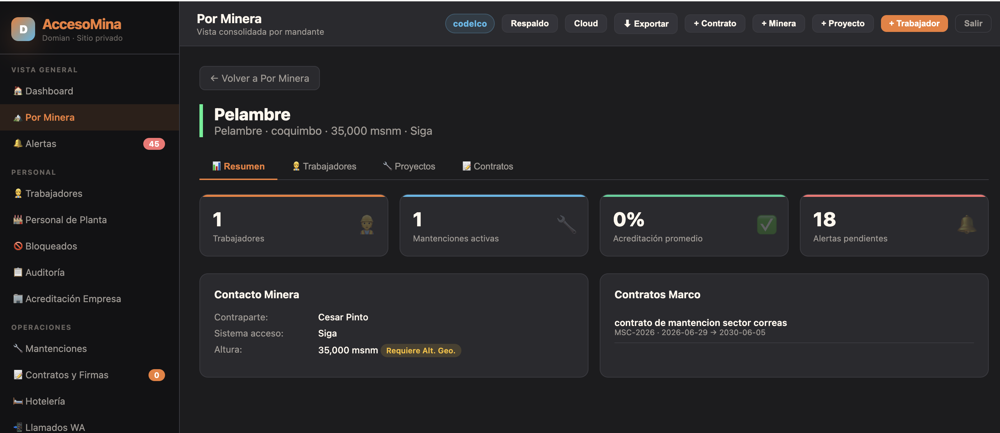 D
AccesoMina
Domian · Sitio privado
VISTA GENERAL
Dashboard
Por Minera
Alertas 45
PERSONAL
Trabajadores
Personal de Planta
Bloqueados
Auditoría
Acreditación Empresa
OPERACIONES
Mantenciones
Contratos y Firmas 0
Hotelería
Llamados WA
Por Minera
Vista consolidada por mandante
codelco Respaldo Cloud ⬇ Exportar + Contrato + Minera + Proyecto + Trabajador Salir
← Volver a Por Minera
Pelambre
Pelambre · coquimbo · 35,000 msnm · Siga
Resumen Trabajadores Proyectos Contratos
1
Trabajadores
1
Mantenciones activas
0%
Acreditación promedio
18
Alertas pendientes
Contacto Minera
Contraparte: Cesar Pinto
Sistema acceso: Siga
Altura: 35,000 msnm Requiere Alt. Geo.
Contratos Marco
contrato de mantencion sector correas
MSC-2026 · 2026-06-29 → 2030-06-05